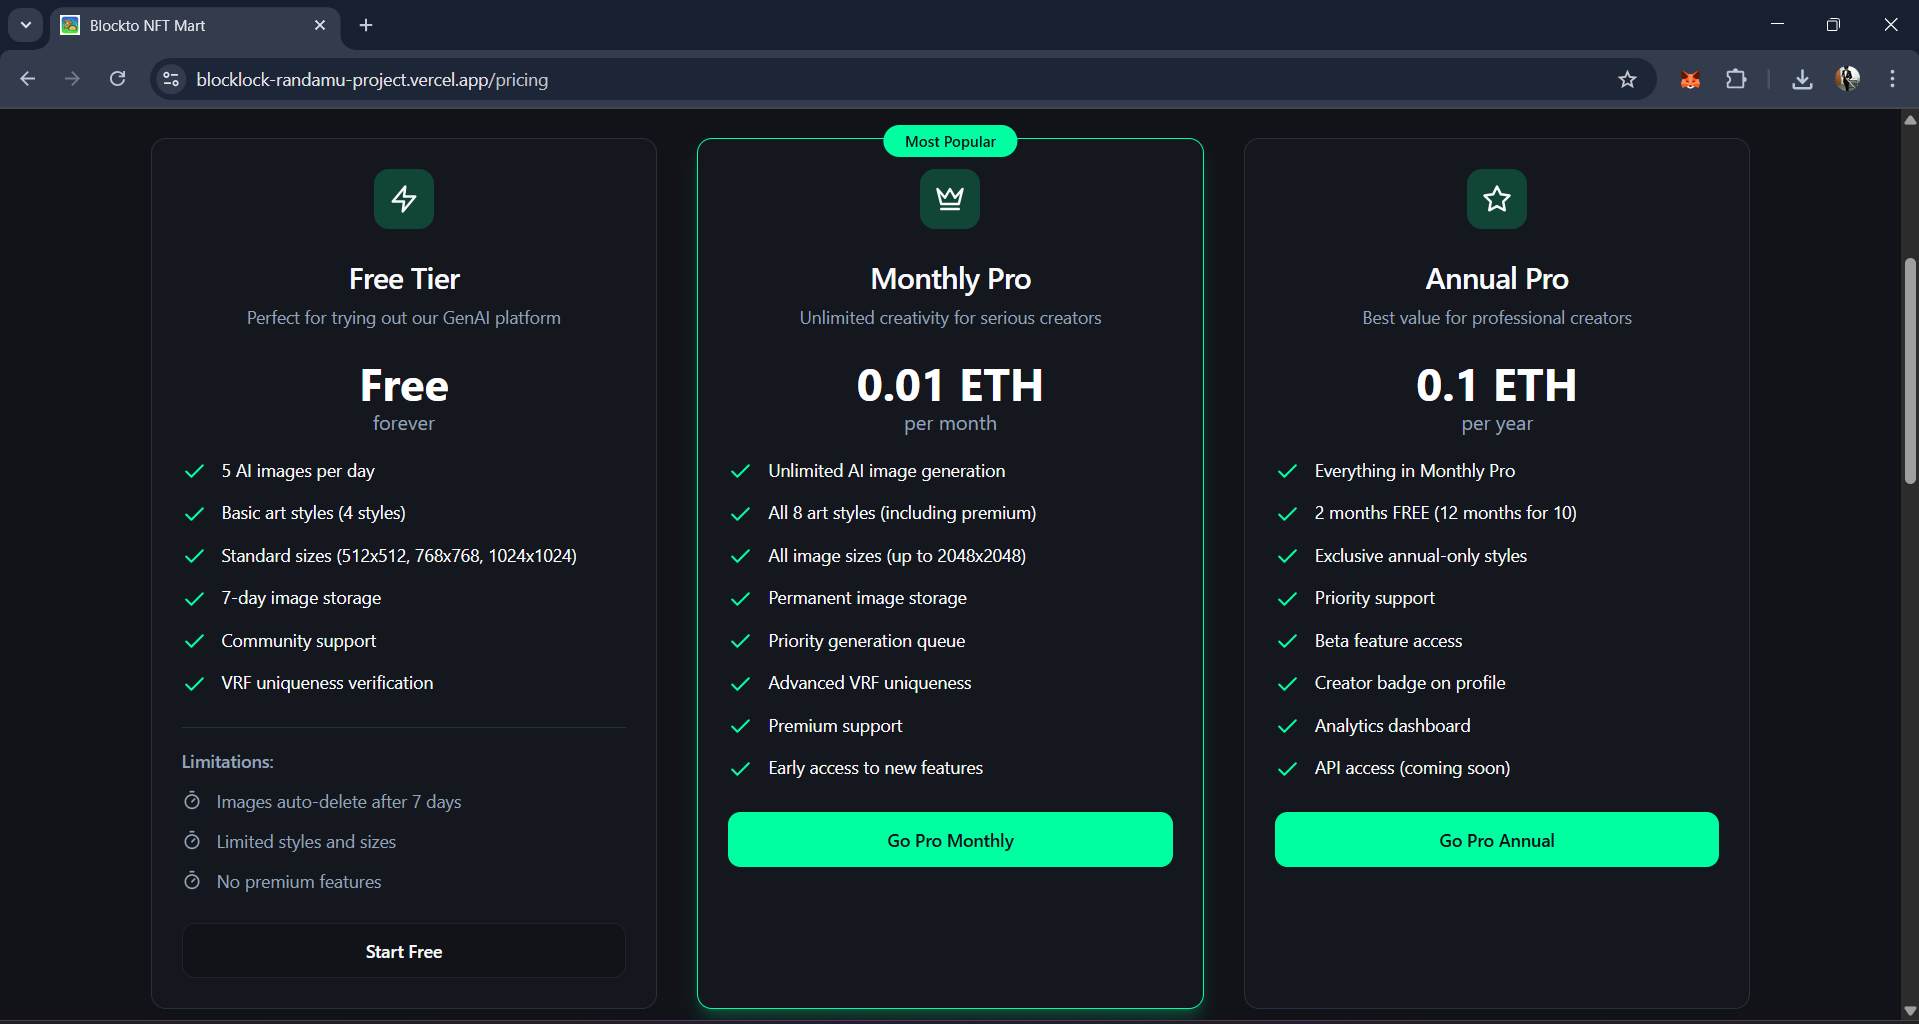 Blockto NFT Mart
blocklock-randamu-project.vercel.app/pricing
Free Tier
Perfect for trying out our GenAI platform
Free
forever
5 AI images per day
Basic art styles (4 styles)
Standard sizes (512x512, 768x768, 1024x1024)
7-day image storage
Community support
VRF uniqueness verification
Limitations:
Images auto-delete after 7 days
Limited styles and sizes
No premium features
Start Free
Most Popular
Monthly Pro
Unlimited creativity for serious creators
0.01 ETH
per month
Unlimited AI image generation
All 8 art styles (including premium)
All image sizes (up to 2048x2048)
Permanent image storage
Priority generation queue
Advanced VRF uniqueness
Premium support
Early access to new features
Go Pro Monthly
Annual Pro
Best value for professional creators
0.1 ETH
per year
Everything in Monthly Pro
2 months FREE (12 months for 10)
Exclusive annual-only styles
Priority support
Beta feature access
Creator badge on profile
Analytics dashboard
API access (coming soon)
Go Pro Annual